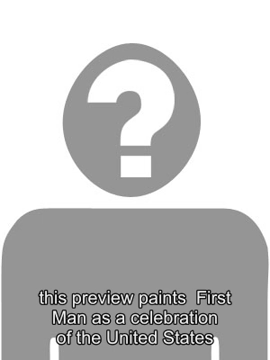 ?
this preview paints  First
Man as a celebration
of the United States